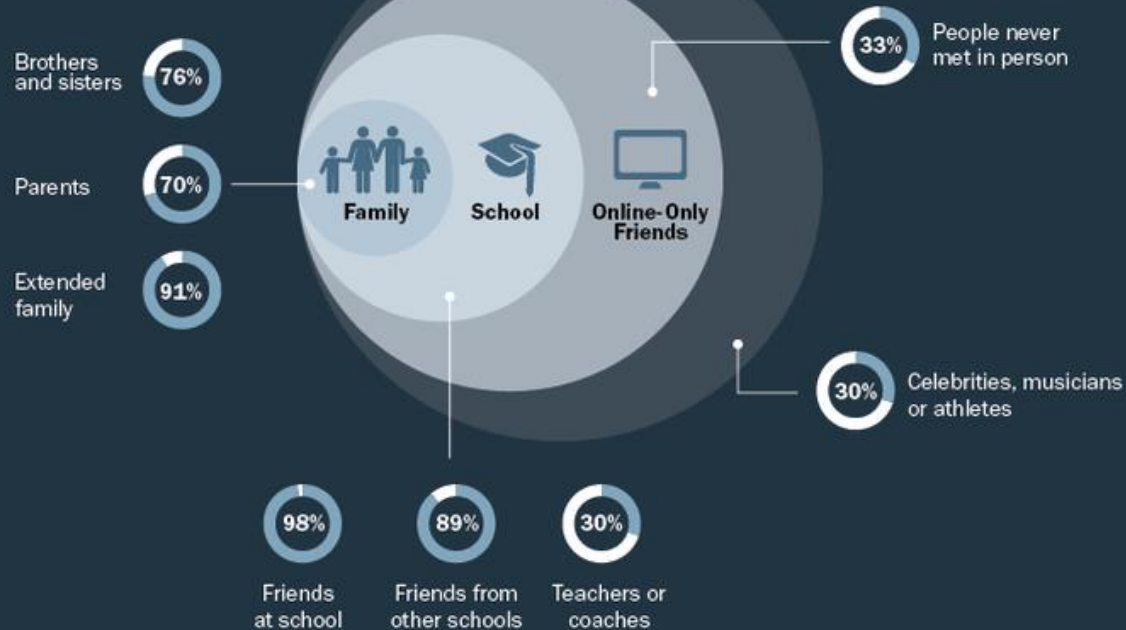 Brothers
and sisters
76%
Parents
70%
Extended
family
91%
Family
School
Online-Only
Friends
33%
People never
met in person
30%
Celebrities, musicians
or athletes
98%
Friends
at school
89%
Friends from
other schools
30%
Teachers or
coaches